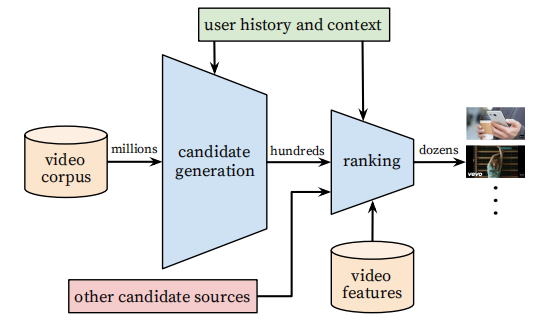 user history and context
video
corpus
millions
candidate
generation
hundreds
ranking
dozens
vevo
other candidate sources
video
features